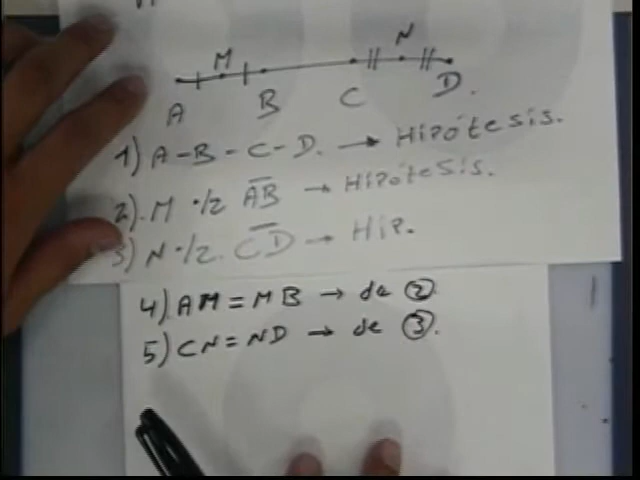 M N
A B C D.
1) A-B-C-D. → Hipótesis.
2). M ·/2 AB → Hipótesis.
3) N ·/2. CD → Hip.
4) AM = MB → de ②
5) CN = ND → de ③.